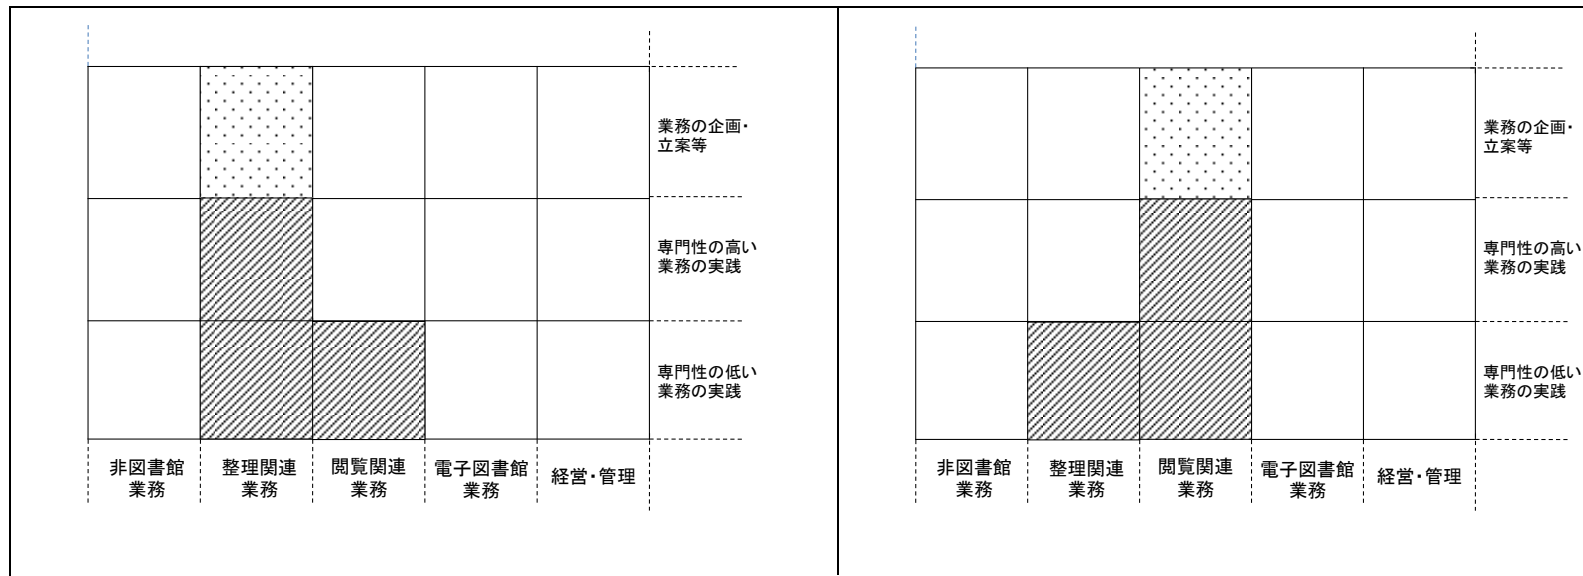 業務の企画・
立案等
専門性の高い
業務の実践
専門性の低い
業務の実践
非図書館
業務
整理関連
業務
閲覧関連
業務
電子図書館
業務
経営・管理
業務の企画・
立案等
専門性の高い
業務の実践
専門性の低い
業務の実践
非図書館
業務
整理関連
業務
閲覧関連
業務
電子図書館
業務
経営・管理